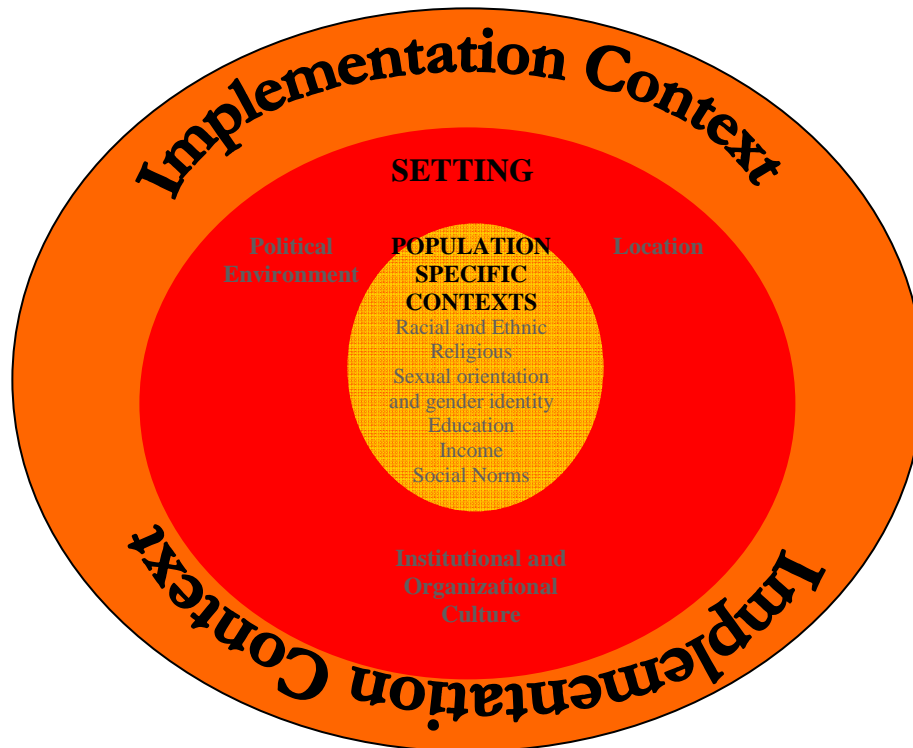 Implementation Context
SETTING
Political
Environment
Location
POPULATION
SPECIFIC
CONTEXTS
Racial and Ethnic
Religious
Sexual orientation
and gender identity
Education
Income
Social Norms
Institutional and
Organizational
Culture
Implementation Context